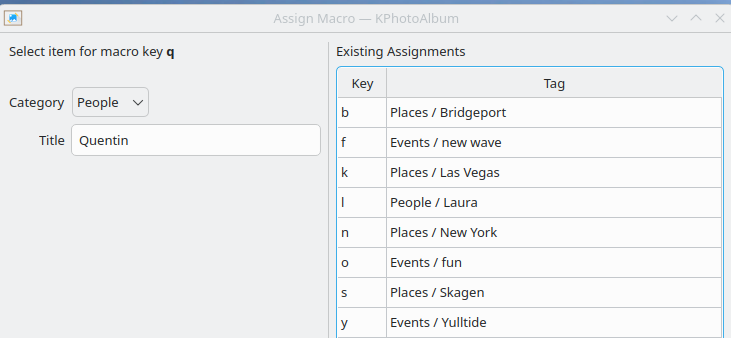 Assign Macro — KPhotoAlbum
Select item for macro key q
Category People
Title Quentin
Existing Assignments
Key Tag
b Places / Bridgeport
f Events / new wave
k Places / Las Vegas
l People / Laura
n Places / New York
o Events / fun
s Places / Skagen
y Events / Yulltide